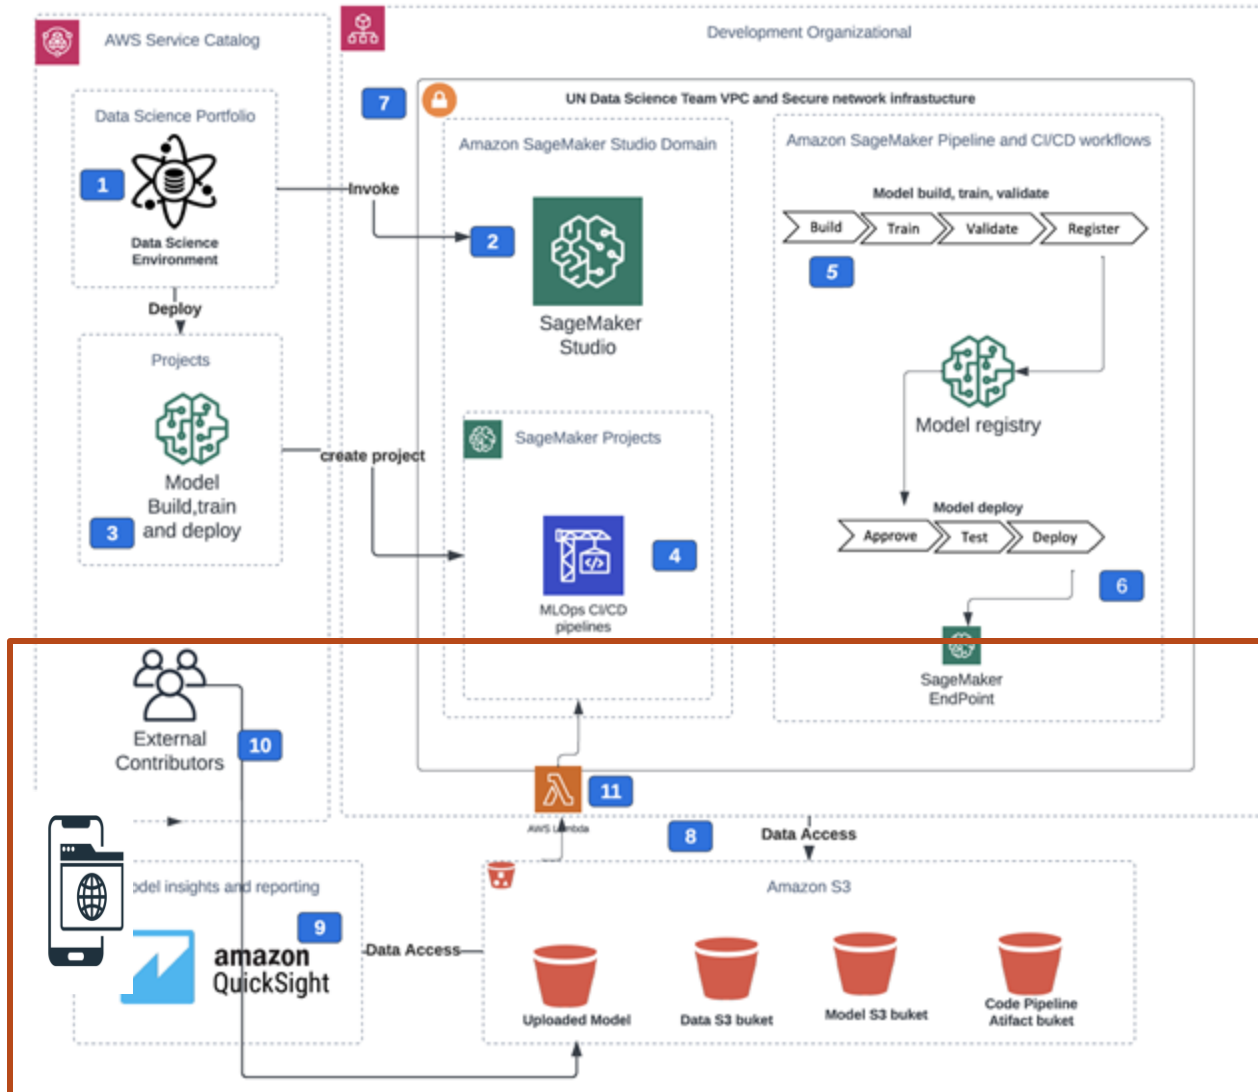 AWS Service Catalog
Development Organizational
Data Science Portfolio
1
Data Science
Environment
Deploy
Projects
Model
Build,train
and deploy
3
Invoke
create project
7
UN Data Science Team VPC and Secure network infrastucture
Amazon SageMaker Studio Domain
2
SageMaker
Studio
SageMaker Projects
4
MLOps CI/CD
pipelines
Amazon SageMaker Pipeline and CI/CD workflows
Model build, train, validate
Build
Train
Validate
Register
5
Model registry
Model deploy
Approve
Test
Deploy
6
SageMaker
EndPoint
External
Contributors
10
11
AWS Lambda
8
Data Access
odel insights and reporting
9
amazon
QuickSight
Data Access
Amazon S3
Uploaded Model
Data S3 buket
Model S3 buket
Code Pipeline
Atifact buket